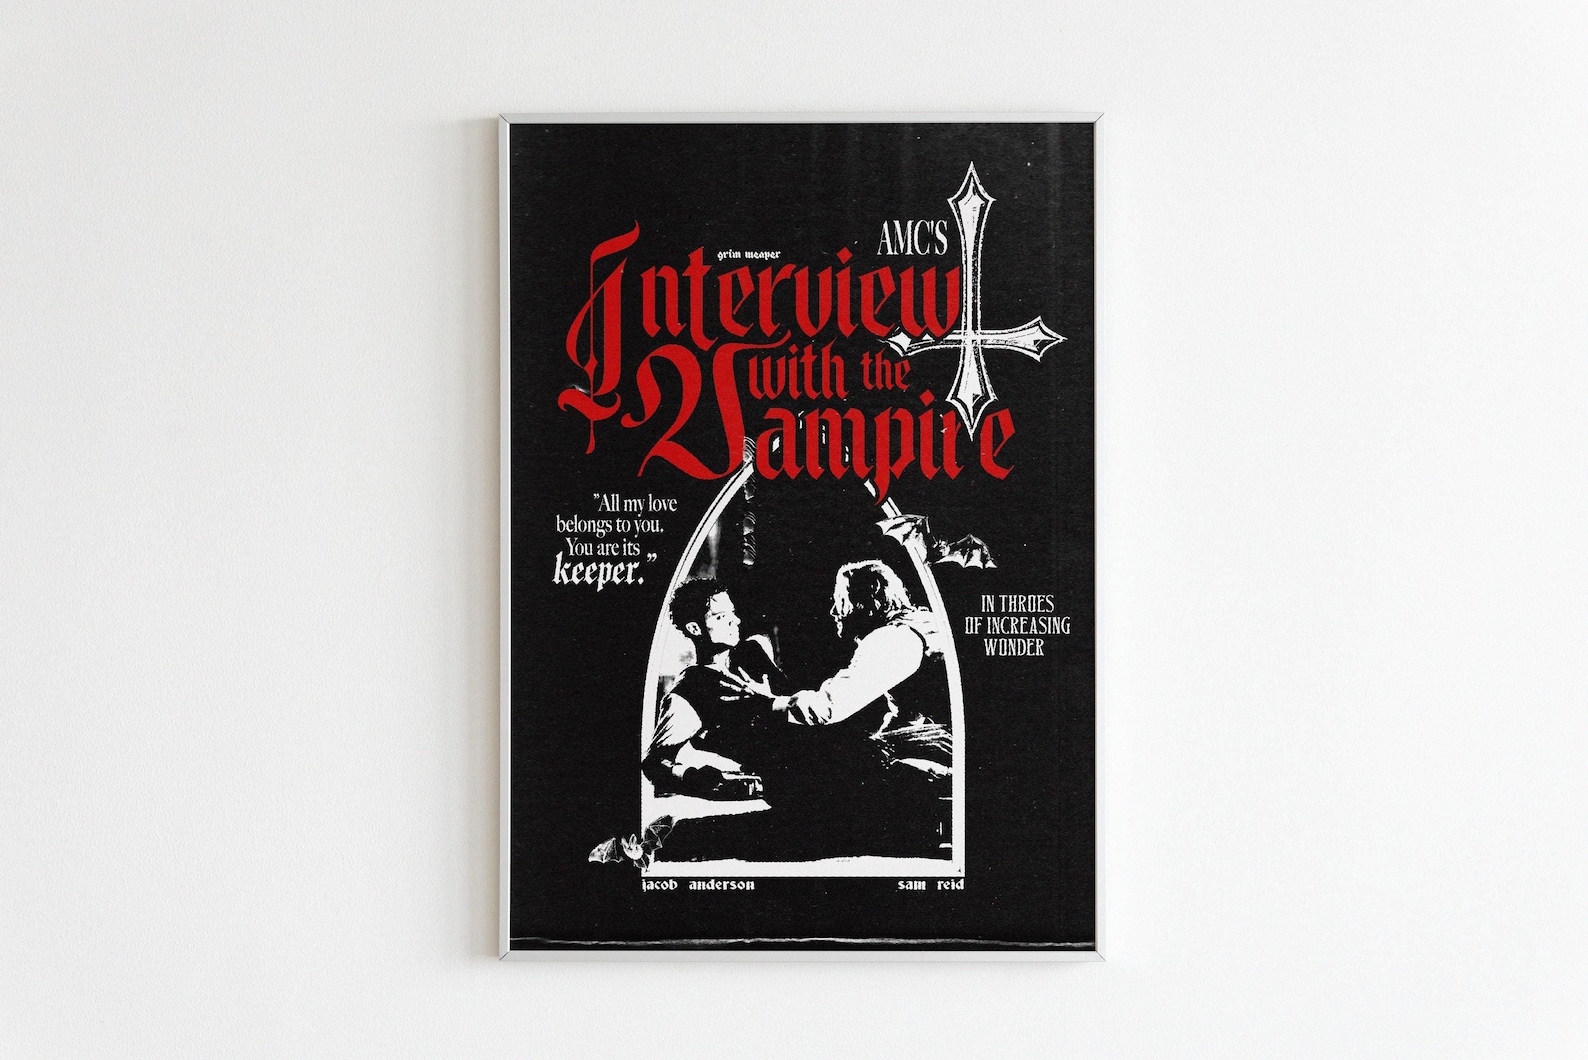 AMC'S
grim weaper
Interview
with the
Vampire
"All my love
belongs to you.
You are its
keeper."
IN THROES
OF INCREASING
WONDER
jacob anderson
sam reid